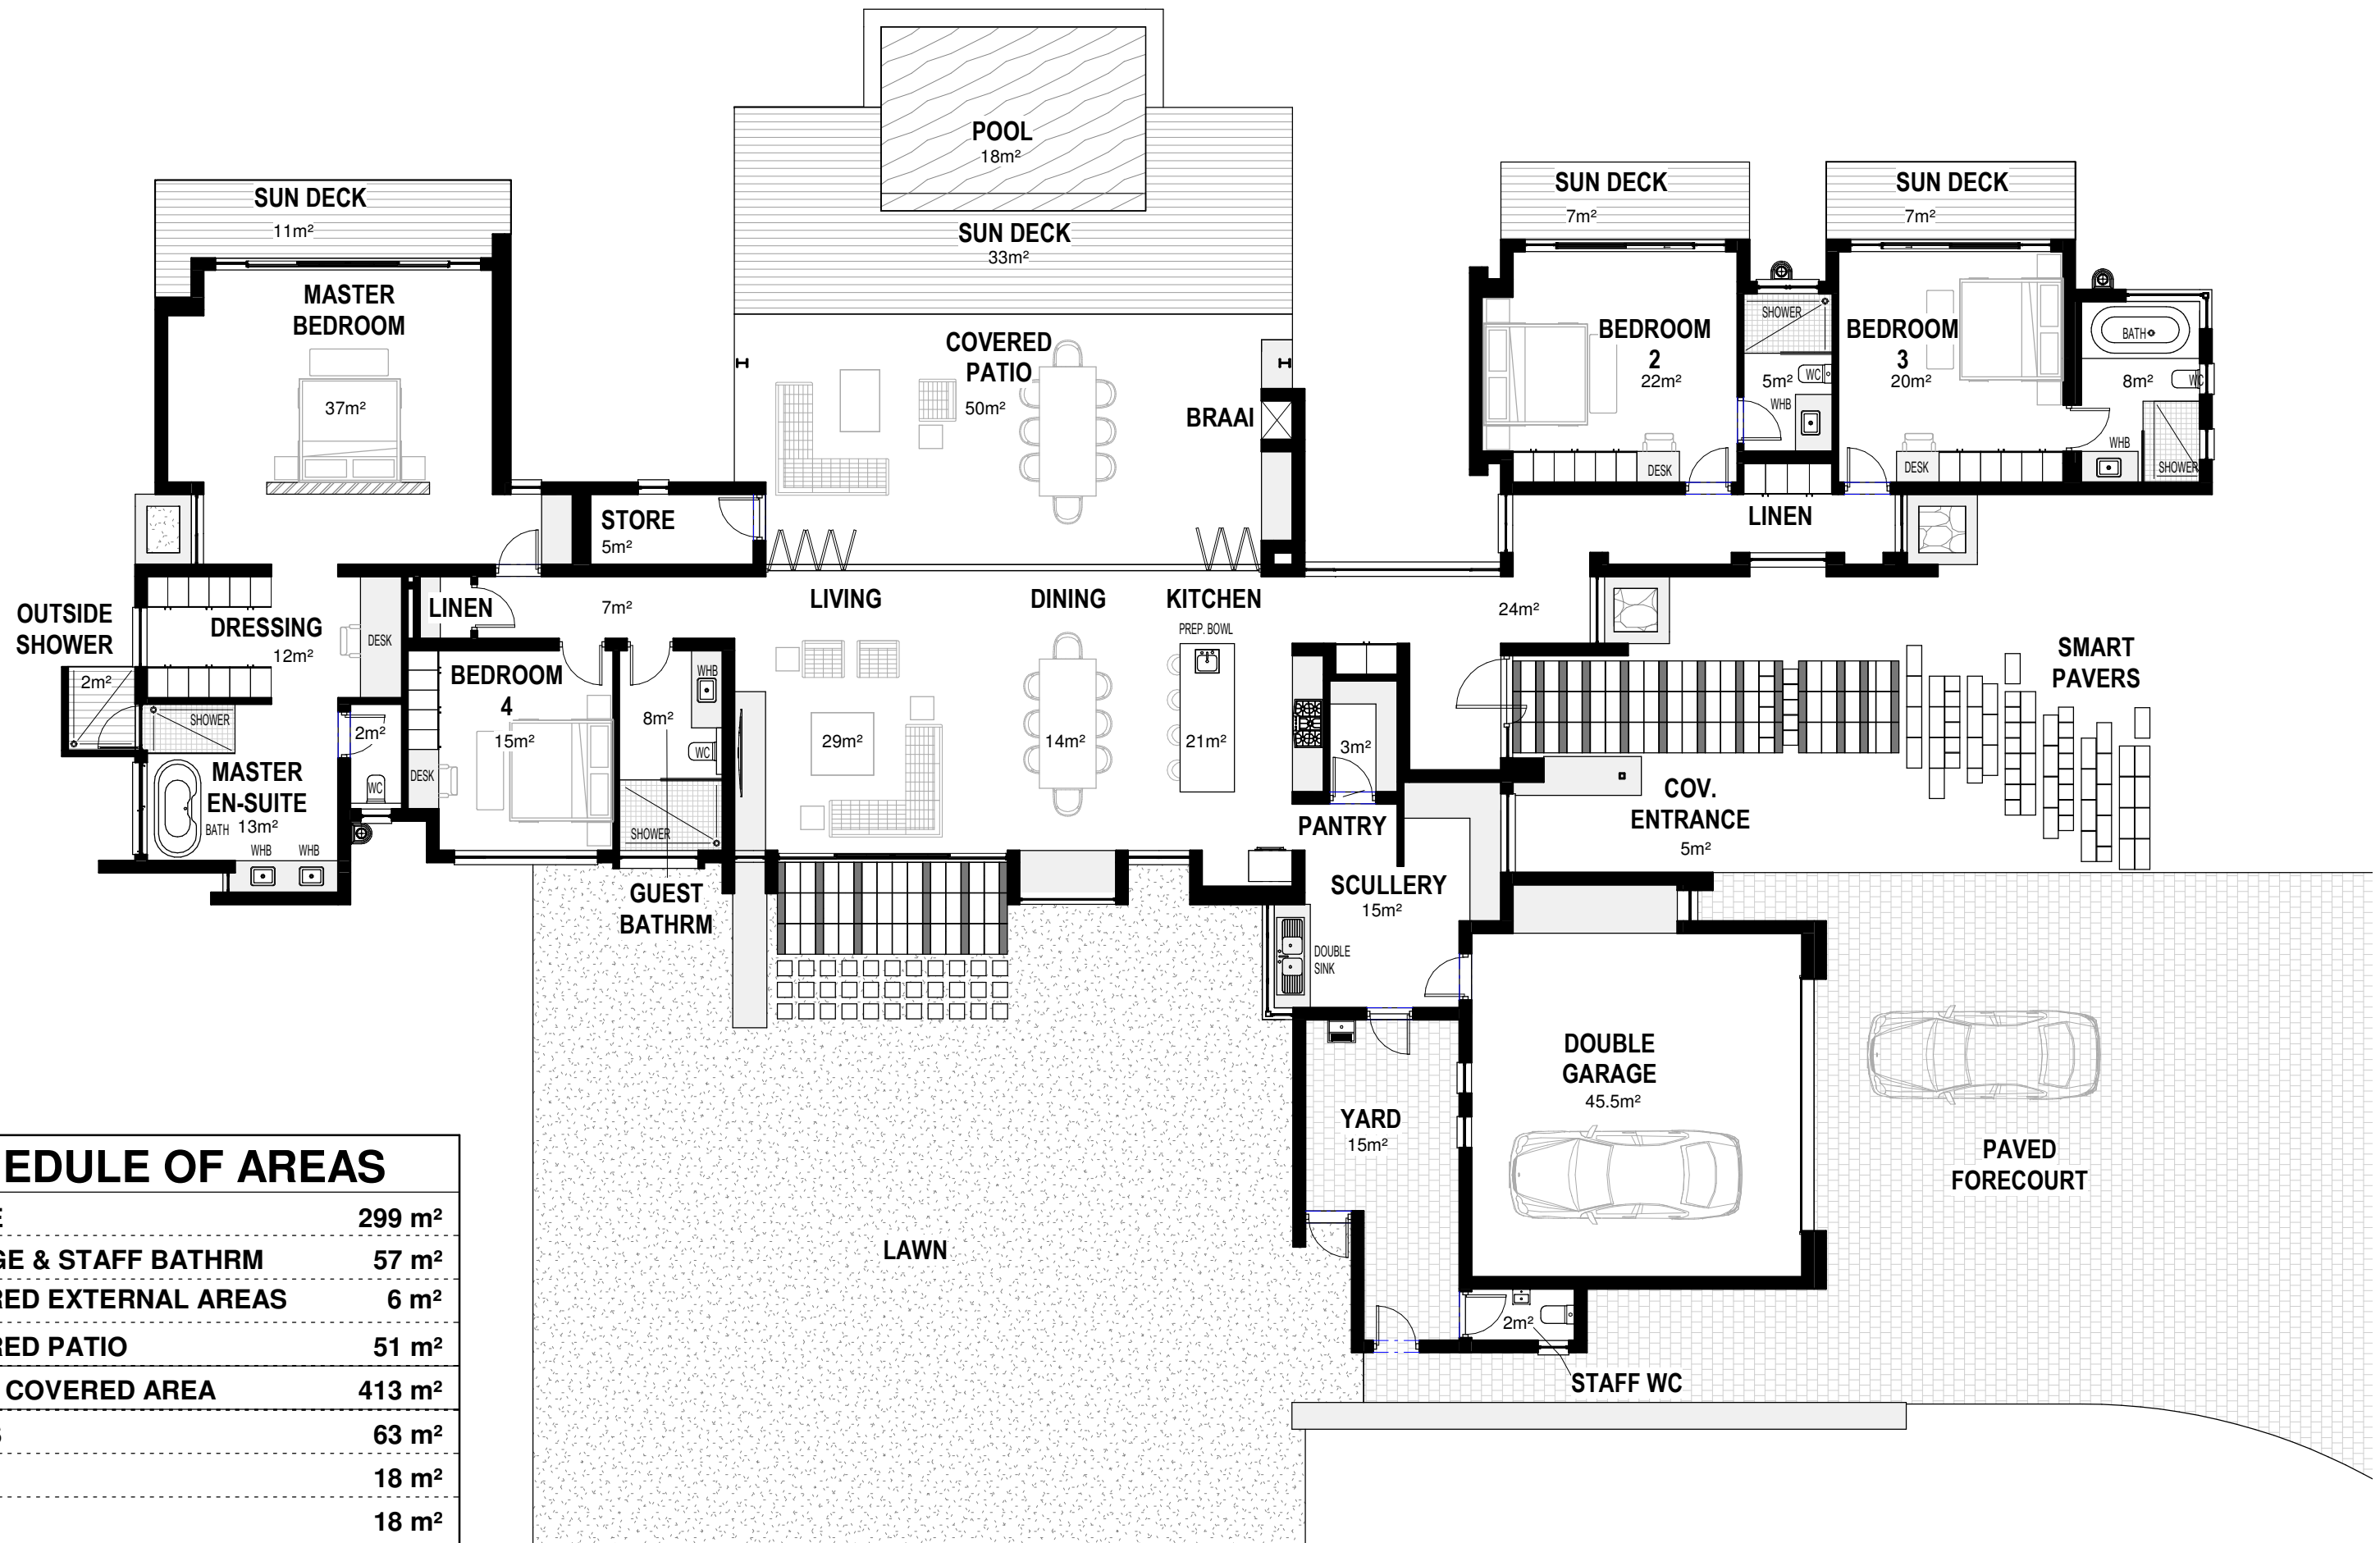 POOL
18m²
SUN DECK
33m²
SUN DECK
11m²
SUN DECK
7m²
SUN DECK
7m²
MASTER
BEDROOM
37m²
COVERED
PATIO
50m²
BRAAI
BEDROOM
2
22m²
SHOWER
5m²
WC
WHB
DESK
BEDROOM
3
20m²
DESK
BATH
8m²
WC
WHB
SHOWER
STORE
5m²
LINEN
LINEN
7m²
LIVING
DINING
KITCHEN
PREP. BOWL
24m²
OUTSIDE
SHOWER
2m²
DRESSING
12m²
DESK
SMART
PAVERS
BEDROOM
4
15m²
DESK
WHB
8m²
WC
SHOWER
29m²
14m²
21m²
3m²
SHOWER
2m²
WC
MASTER
EN-SUITE
13m²
BATH
WHB
WHB
COV.
ENTRANCE
5m²
PANTRY
SCULLERY
15m²
GUEST
BATHRM
DOUBLE
SINK
DOUBLE
GARAGE
45.5m²
YARD
15m²
PAVED
FORECOURT
LAWN
2m²
STAFF WC
EDULE OF AREAS
E 299 m²
GE & STAFF BATHRM 57 m²
RED EXTERNAL AREAS 6 m²
RED PATIO 51 m²
COVERED AREA 413 m²
S 63 m²
18 m²
18 m²